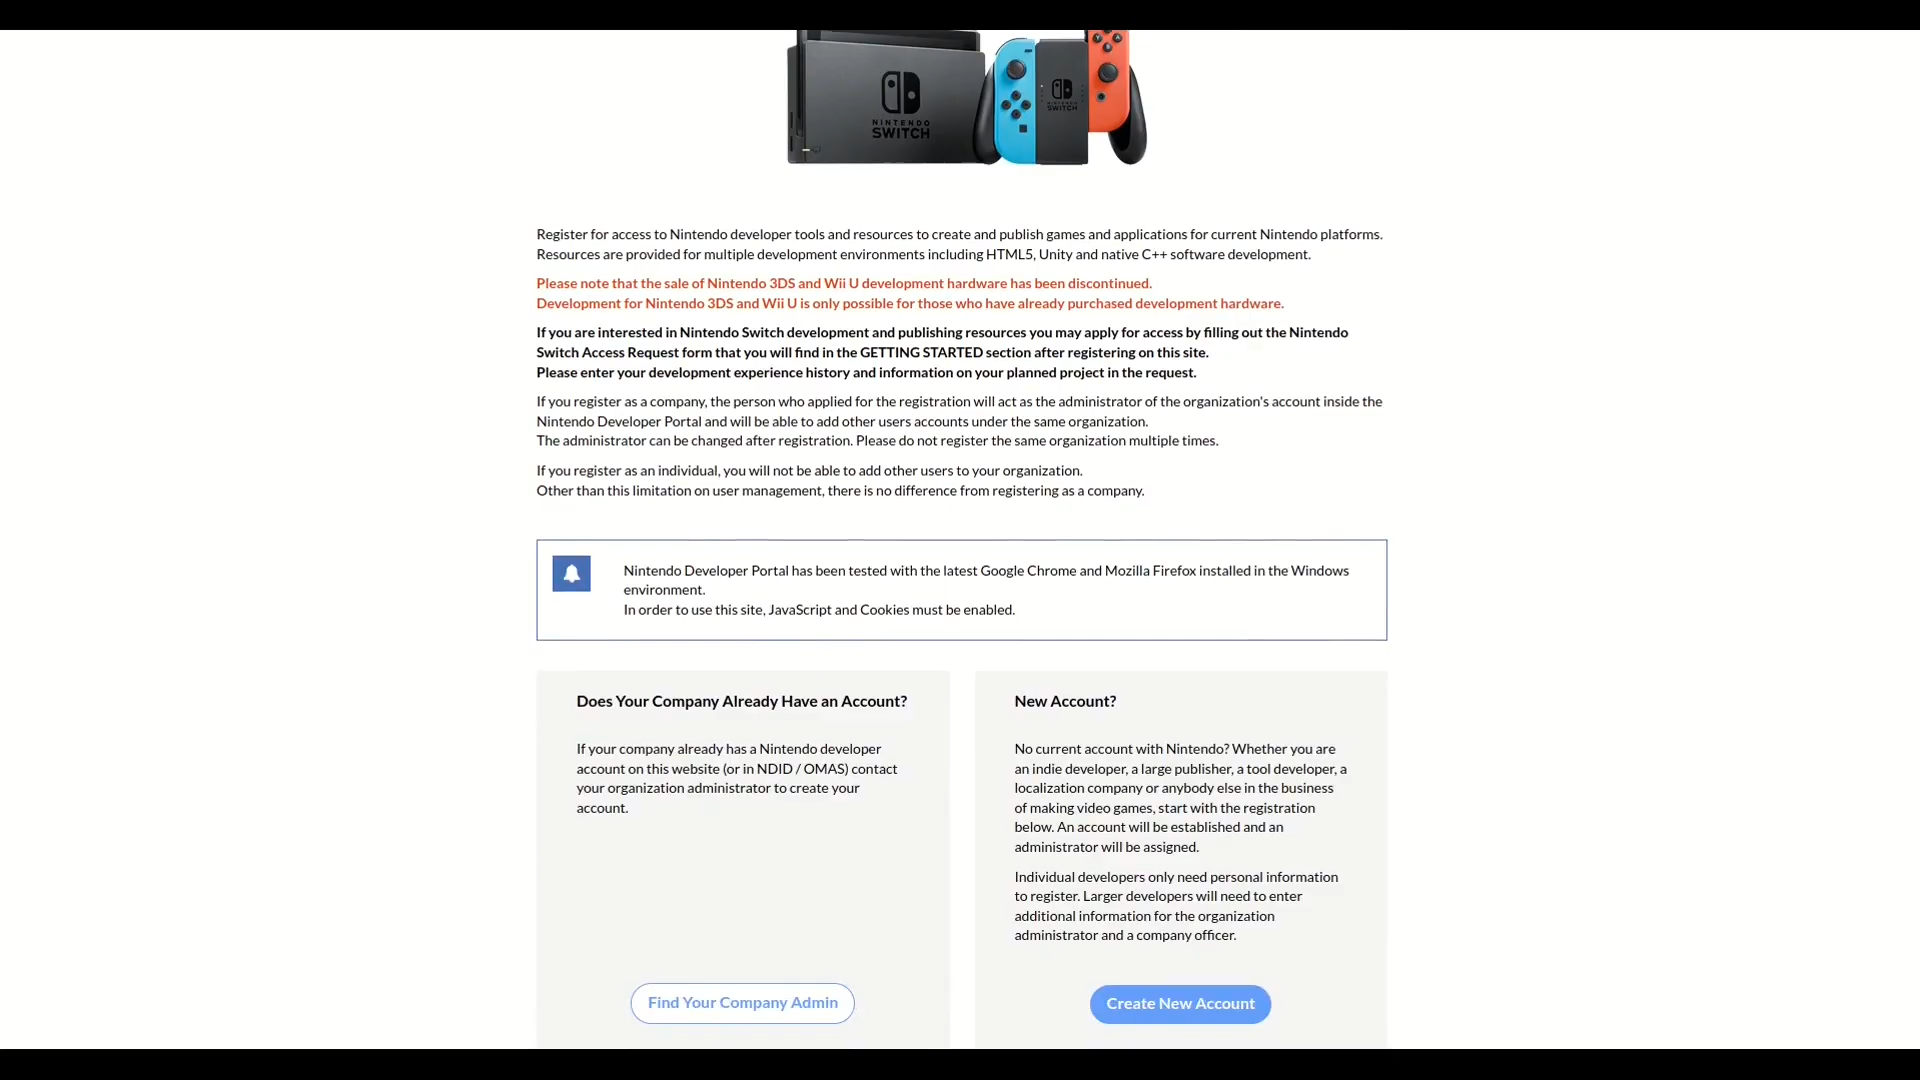 NINTENDO
SWITCH
NINTENDO
SWITCH
Register for access to Nintendo developer tools and resources to create and publish games and applications for current Nintendo platforms.
Resources are provided for multiple development environments including HTML5, Unity and native C++ software development.
Please note that the sale of Nintendo 3DS and Wii U development hardware has been discontinued.
Development for Nintendo 3DS and Wii U is only possible for those who have already purchased development hardware.
If you are interested in Nintendo Switch development and publishing resources you may apply for access by filling out the Nintendo
Switch Access Request form that you will find in the GETTING STARTED section after registering on this site.
Please enter your development experience history and information on your planned project in the request.
If you register as a company, the person who applied for the registration will act as the administrator of the organization's account inside the
Nintendo Developer Portal and will be able to add other users accounts under the same organization.
The administrator can be changed after registration. Please do not register the same organization multiple times.
If you register as an individual, you will not be able to add other users to your organization.
Other than this limitation on user management, there is no difference from registering as a company.
Nintendo Developer Portal has been tested with the latest Google Chrome and Mozilla Firefox installed in the Windows
environment.
In order to use this site, JavaScript and Cookies must be enabled.
Does Your Company Already Have an Account?
If your company already has a Nintendo developer
account on this website (or in NDID / OMAS) contact
your organization administrator to create your
account.
Find Your Company Admin
New Account?
No current account with Nintendo? Whether you are
an indie developer, a large publisher, a tool developer, a
localization company or anybody else in the business
of making video games, start with the registration
below. An account will be established and an
administrator will be assigned.
Individual developers only need personal information
to register. Larger developers will need to enter
additional information for the organization
administrator and a company officer.
Create New Account